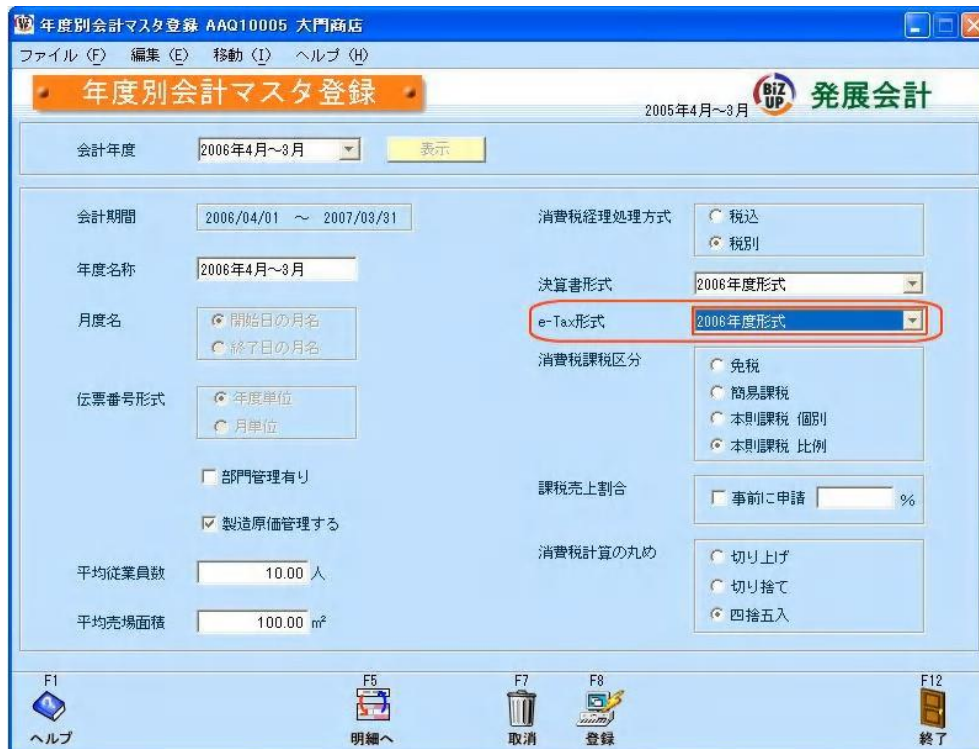 年度別会計マスタ登録 AAQ10005 大門商店
ファイル (F) 編集 (E) 移動 (I) ヘルプ (H)
年度別会計マスタ登録
2005年4月～3月
BiZ UP
発展会計
会計年度
2006年4月～3月
表示
会計期間
2006/04/01 ～ 2007/03/31
年度名称
2006年4月～3月
月度名
開始日の月名
終了日の月名
伝票番号形式
年度単位
月単位
部門管理有り
製造原価管理する
平均従業員数
10.00 人
平均売場面積
100.00 m²
消費税経理処理方式
税込
税別
決算書形式
2006年度形式
e-Tax形式
2006年度形式
消費税課税区分
免税
簡易課税
本則課税 個別
本則課税 比例
課税売上割合
事前に申請 %
消費税計算の丸め
切り上げ
切り捨て
四捨五入
F1
ヘルプ
F5
明細へ
F7
取消
F8
登録
F12
終了